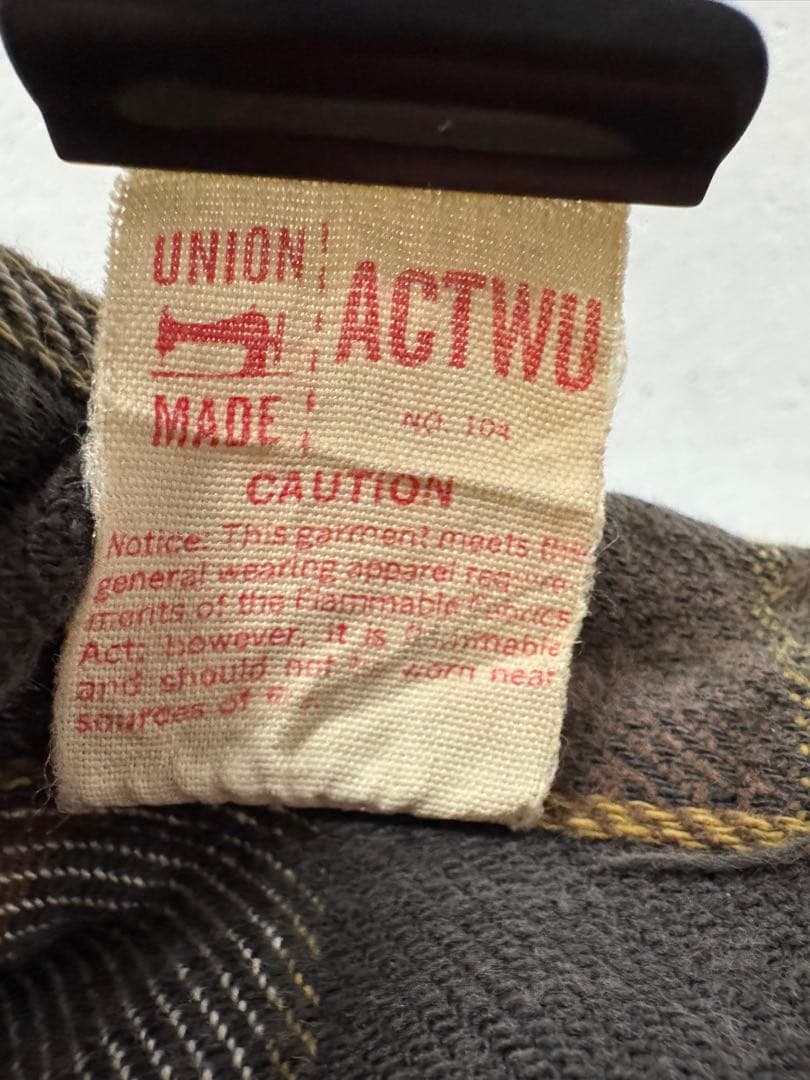 UNION
ACTWU
MADE
NO. 104
CAUTION
Notice: This garment meets the
general wearing apparel require-
ments of the Flammable Fabrics
Act; however, it is flammable
and should not be worn near
sources of